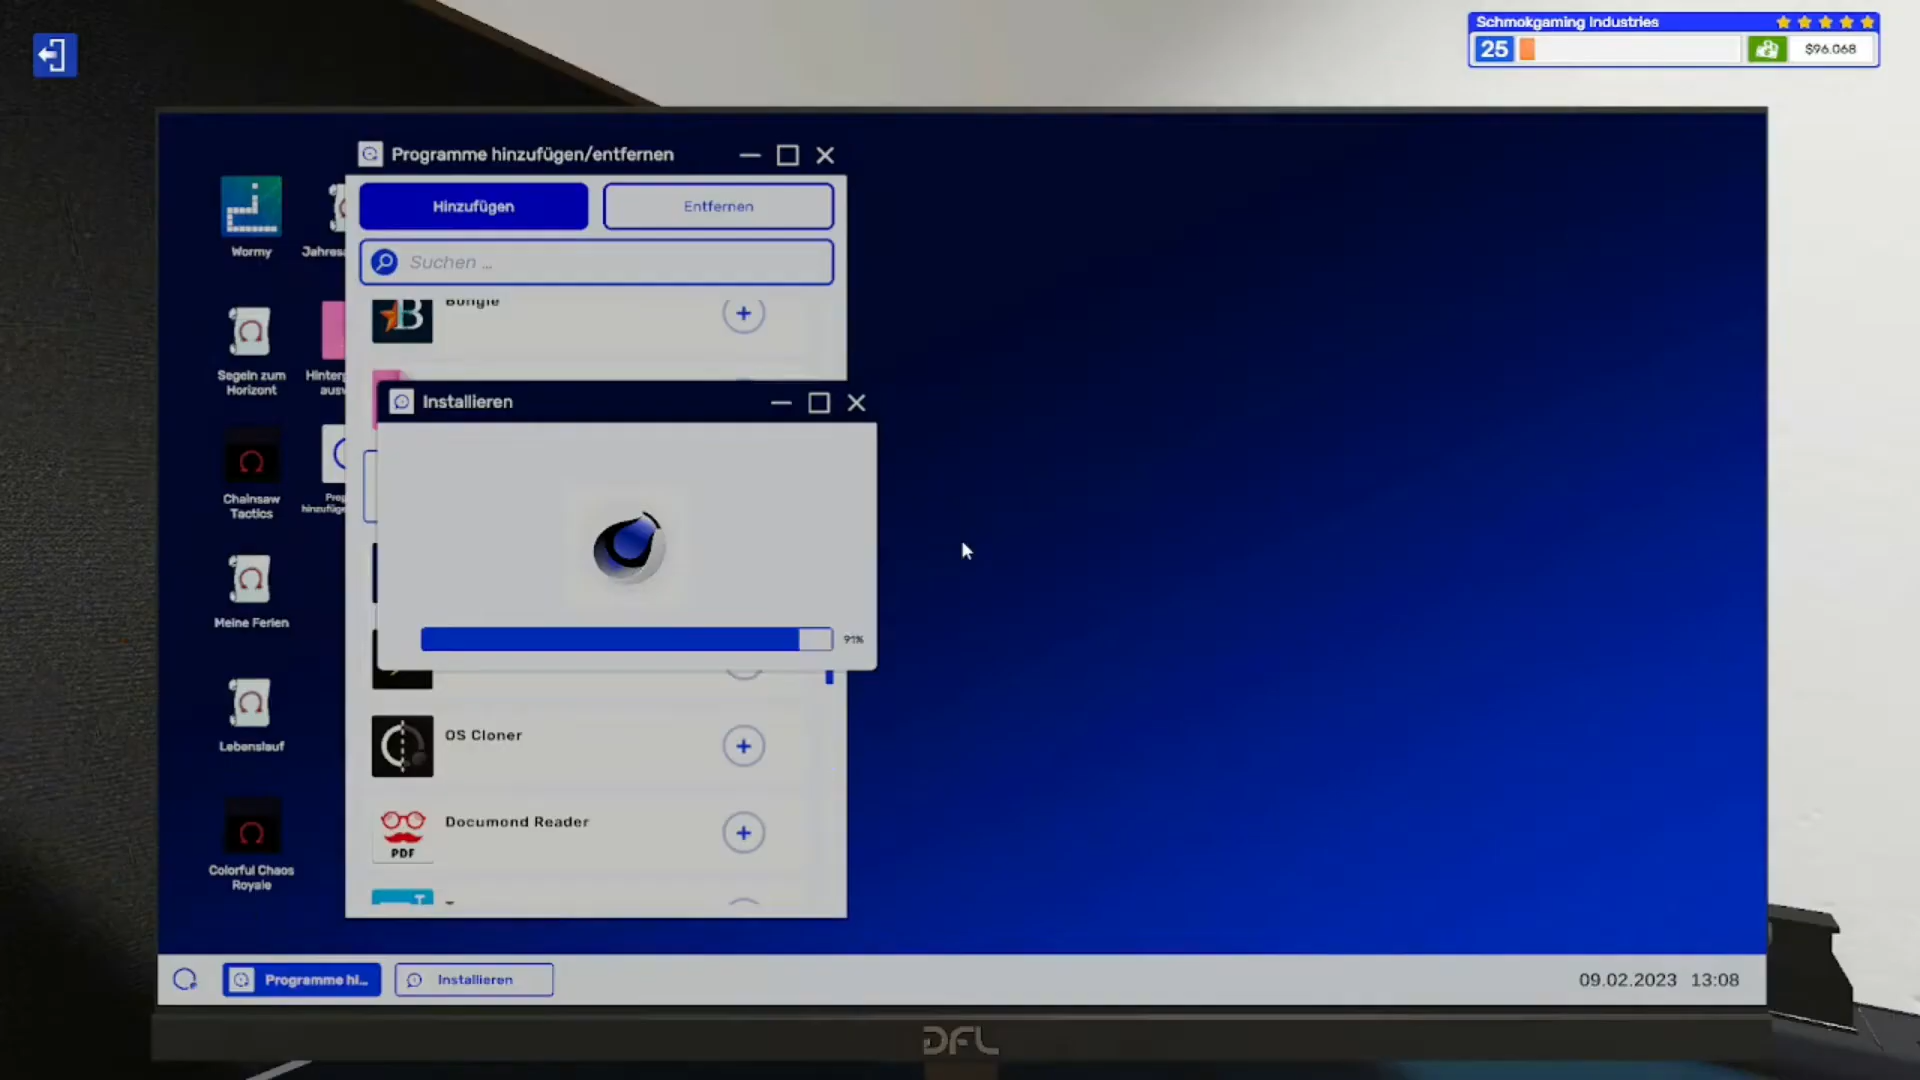 Schmokgaming Industries
25
$96.068
Programme hinzufügen/entfernen
Hinzufügen
Entfernen
Suchen ...
Bungie
Wormy
Segeln zum
Horizont
Chainsaw
Tactics
Meine Ferien
Lebenslauf
Colorful Chaos
Royale
Installieren
91%
OS Cloner
Documond Reader
PDF
Programme hi...
Installieren
09.02.2023 13:08
DFL